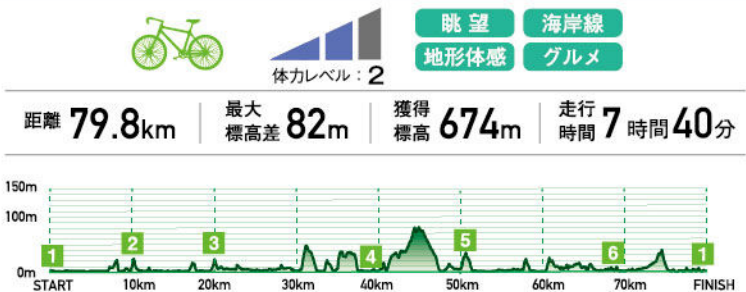 眺望
海岸線
地形体感
グルメ
体力レベル：2
距離 79.8km
最大標高差 82m
獲得標高 674m
走行時間 7時間40分
150m
100m
0m
1
2
3
4
5
6
1
START
10km
20km
30km
40km
50km
60km
70km
FINISH